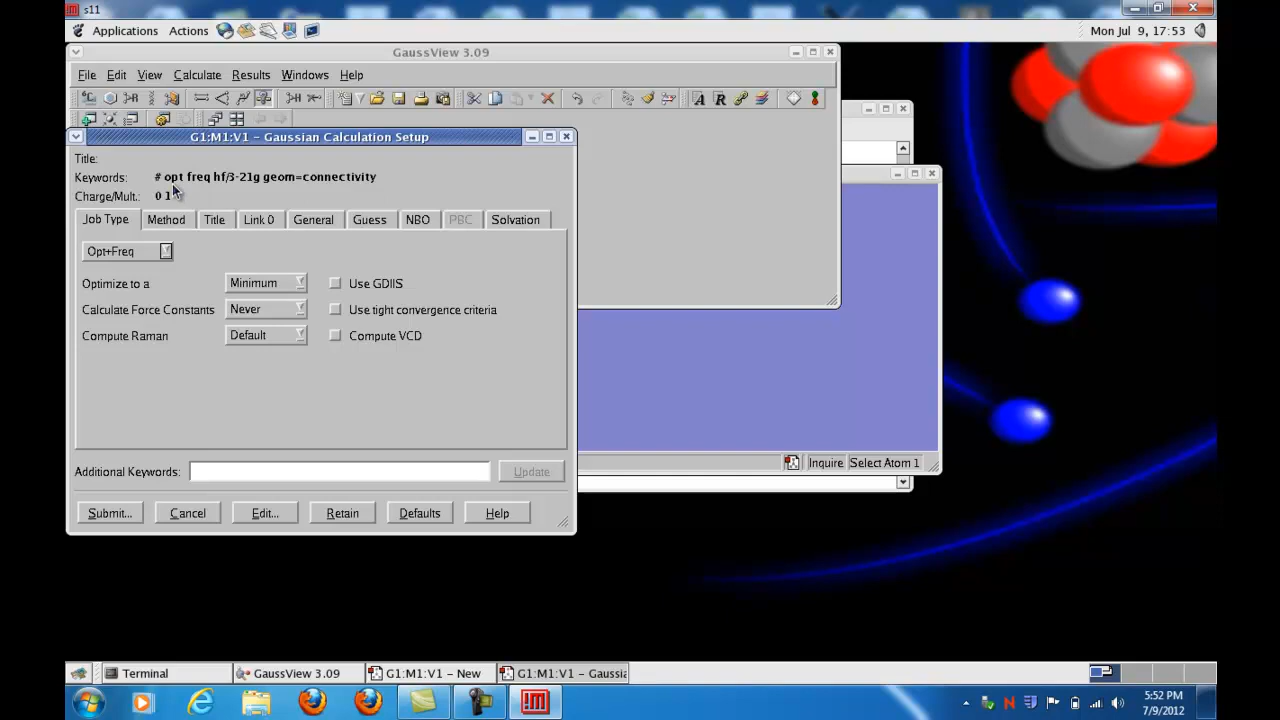 s11
Applications Actions Mon Jul 9, 17:53
GaussView 3.09
File Edit View Calculate Results Windows Help
A R
G1:M1:V1 - Gaussian Calculation Setup
Title:
Keywords: # opt freq hf/3-21g geom=connectivity
Charge/Mult.: 0 1
Job Type Method Title Link 0 General Guess NBO PBC Solvation
Opt+Freq
Optimize to a Minimum Use GDIIS
Calculate Force Constants Never Use tight convergence criteria
Compute Raman Default Compute VCD
Inquire Select Atom 1
Additional Keywords: Update
Submit... Cancel Edit... Retain Defaults Help
Terminal GaussView 3.09 G1:M1:V1 - New G1:M1:V1 - Gaussia
5:52 PM
7/9/2012